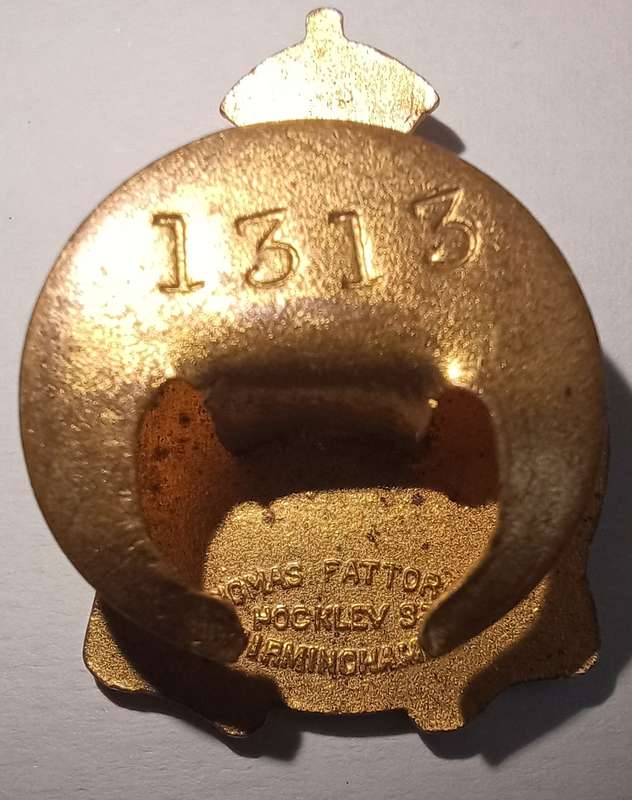 1313
OMAS FATTOR
HOCKLEY S
IRMINGHAM